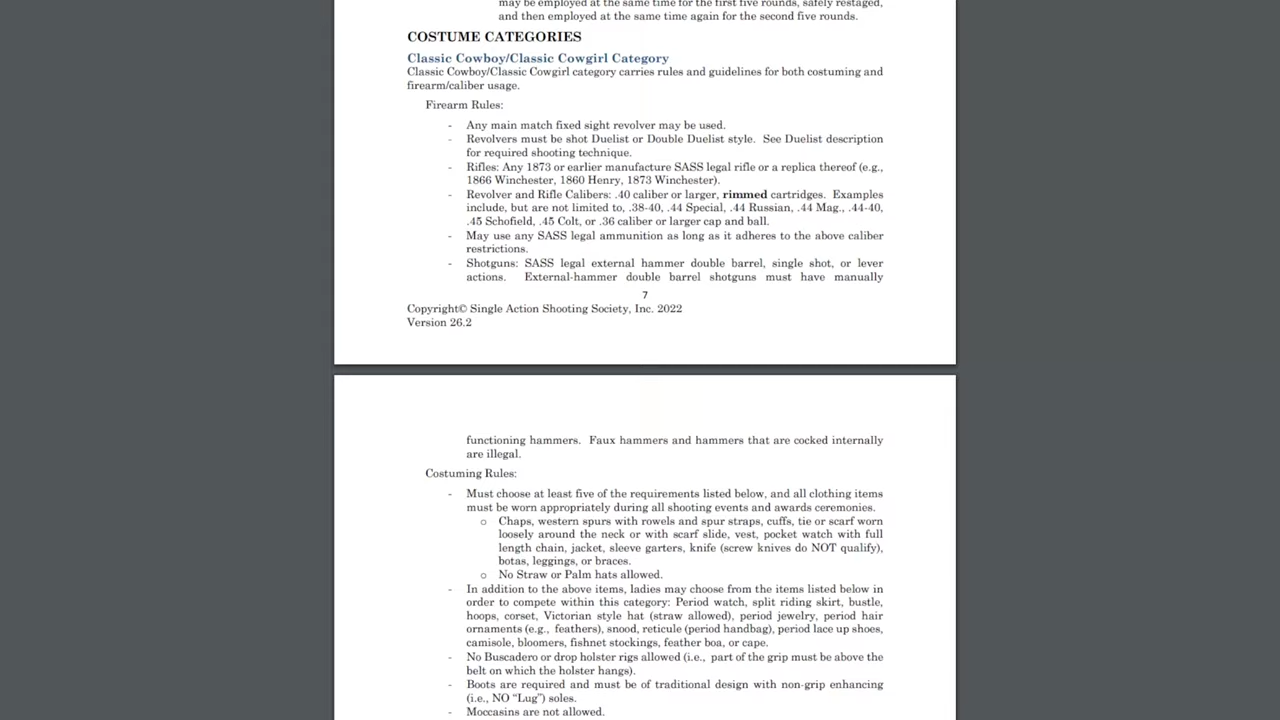 may be employed at the same time for the first five rounds, safely restaged,
and then employed at the same time again for the second five rounds.
COSTUME CATEGORIES
Classic Cowboy/Classic Cowgirl Category
Classic Cowboy/Classic Cowgirl category carries rules and guidelines for both costuming and
firearm/caliber usage.
Firearm Rules:
- Any main match fixed sight revolver may be used.
- Revolvers must be shot Duelist or Double Duelist style. See Duelist description
for required shooting technique.
- Rifles: Any 1873 or earlier manufacture SASS legal rifle or a replica thereof (e.g.,
1866 Winchester, 1860 Henry, 1873 Winchester).
- Revolver and Rifle Calibers: .40 caliber or larger, rimmed cartridges. Examples
include, but are not limited to, .38-40, .44 Special, .44 Russian, .44 Mag., .44-40,
.45 Schofield, .45 Colt, or .36 caliber or larger cap and ball.
- May use any SASS legal ammunition as long as it adheres to the above caliber
restrictions.
- Shotguns: SASS legal external hammer double barrel, single shot, or lever
actions. External-hammer double barrel shotguns must have manually
7
Copyright© Single Action Shooting Society, Inc. 2022
Version 26.2
functioning hammers. Faux hammers and hammers that are cocked internally
are illegal.
Costuming Rules:
- Must choose at least five of the requirements listed below, and all clothing items
must be worn appropriately during all shooting events and awards ceremonies.
o Chaps, western spurs with rowels and spur straps, cuffs, tie or scarf worn
loosely around the neck or with scarf slide, vest, pocket watch with full
length chain, jacket, sleeve garters, knife (screw knives do NOT qualify),
botas, leggings, or braces.
o No Straw or Palm hats allowed.
- In addition to the above items, ladies may choose from the items listed below in
order to compete within this category: Period watch, split riding skirt, bustle,
hoops, corset, Victorian style hat (straw allowed), period jewelry, period hair
ornaments (e.g., feathers), snood, reticule (period handbag), period lace up shoes,
camisole, bloomers, fishnet stockings, feather boa, or cape.
- No Buscadero or drop holster rigs allowed (i.e., part of the grip must be above the
belt on which the holster hangs).
- Boots are required and must be of traditional design with non-grip enhancing
(i.e., NO “Lug”) soles.
- Moccasins are not allowed.